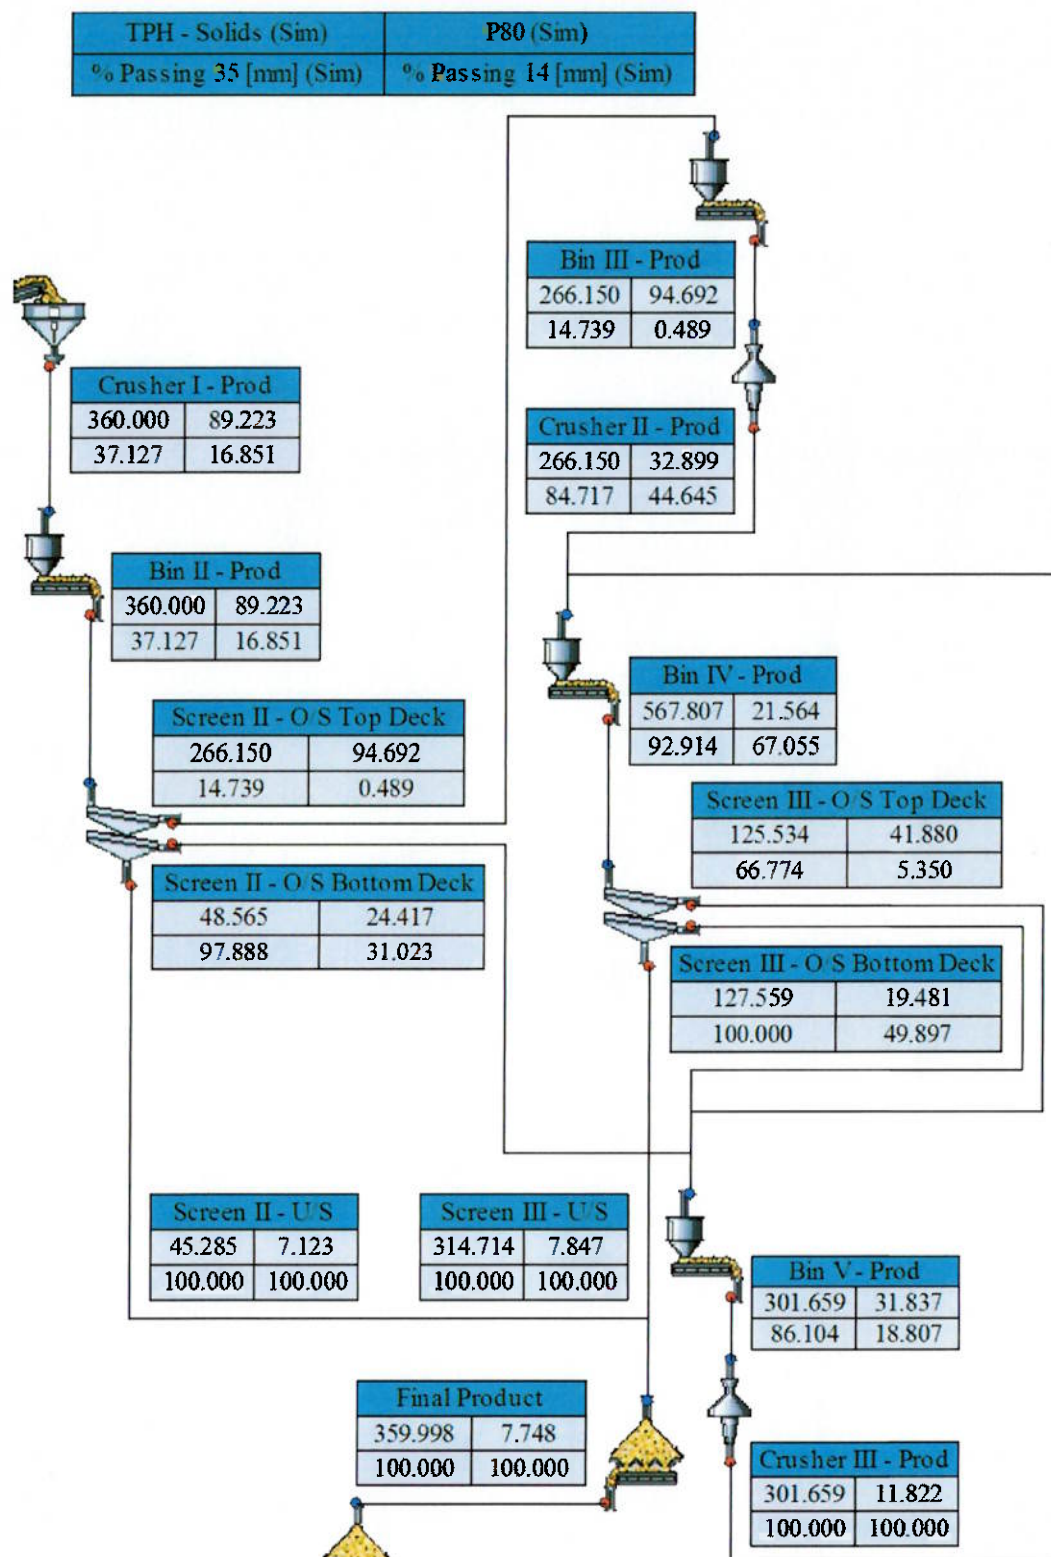 TPH - Solids (Sim) P80 (Sim)
% Passing 35 [mm] (Sim) % Passing 14 [mm] (Sim)
Bin III - Prod
266.150 94.692
14.739 0.489
Crusher I - Prod
360.000 89.223
37.127 16.851
Crusher II - Prod
266.150 32.899
84.717 44.645
Bin II - Prod
360.000 89.223
37.127 16.851
Bin IV - Prod
567.807 21.564
92.914 67.055
Screen II - O/S Top Deck
266.150 94.692
14.739 0.489
Screen III - O/S Top Deck
125.534 41.880
66.774 5.350
Screen II - O/S Bottom Deck
48.565 24.417
97.888 31.023
Screen III - O/S Bottom Deck
127.559 19.481
100.000 49.897
Screen II - U/S
45.285 7.123
100.000 100.000
Screen III - U/S
314.714 7.847
100.000 100.000
Bin V - Prod
301.659 31.837
86.104 18.807
Final Product
359.998 7.748
100.000 100.000
Crusher III - Prod
301.659 11.822
100.000 100.000